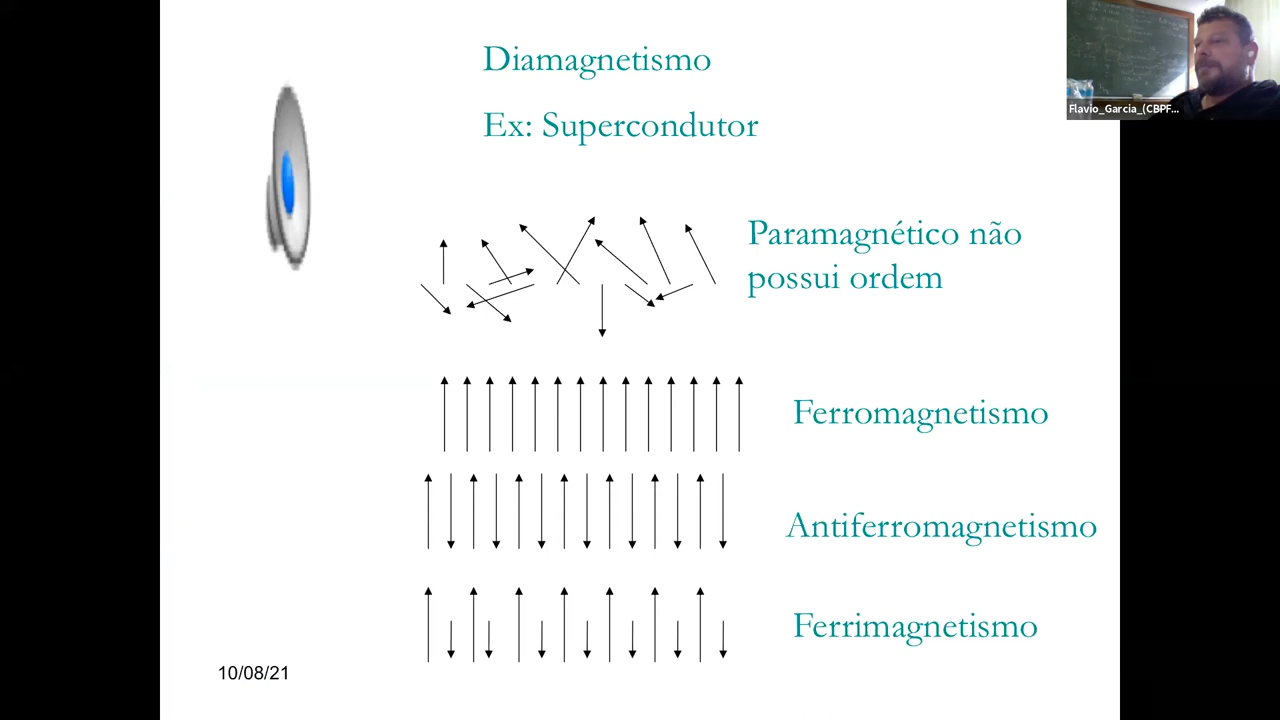 Diamagnetismo
Ex: Supercondutor
Flavio_Garcia_(CBPF...
Paramagnético não
possui ordem
Ferromagnetismo
Antiferromagnetismo
Ferrimagnetismo
10/08/21